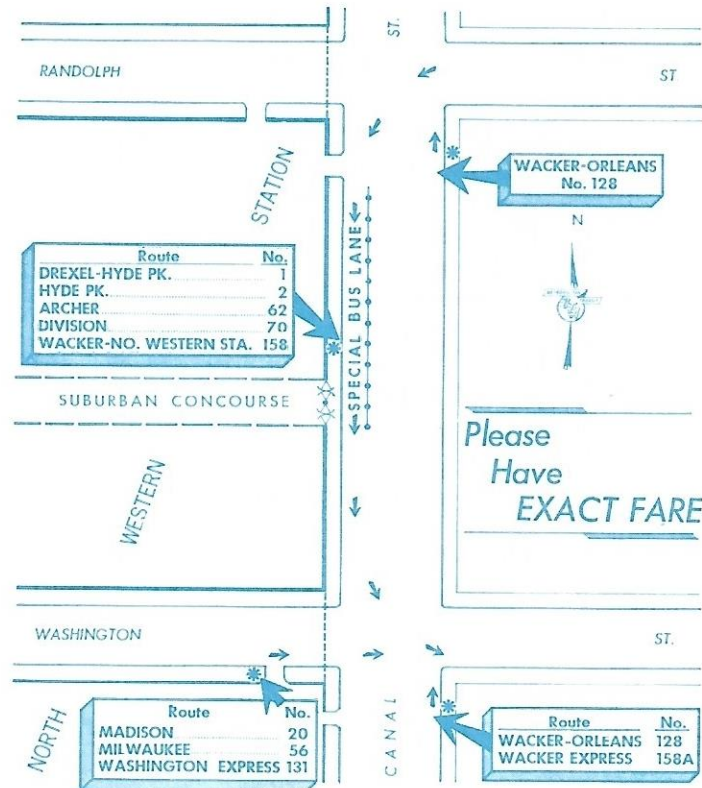 ST.
RANDOLPH ST
STATION
WACKER-ORLEANS
No. 128
N
Route No.
DREXEL-HYDE PK. 1
HYDE PK. 2
ARCHER 62
DIVISION 70
WACKER-NO. WESTERN STA. 158
SPECIAL BUS LANE
SUBURBAN CONCOURSE
Please
Have
EXACT FARE
WESTERN
WASHINGTON ST.
NORTH
Route No.
MADISON 20
MILWAUKEE 56
WASHINGTON EXPRESS 131
CANAL
Route No.
WACKER-ORLEANS 128
WACKER EXPRESS 158A